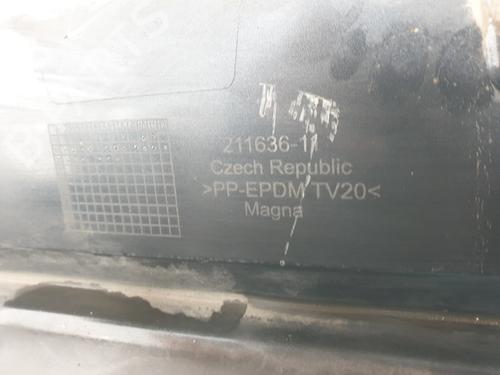 211636-11
Czech Republic
>PP-EPDM TV20<
Magna